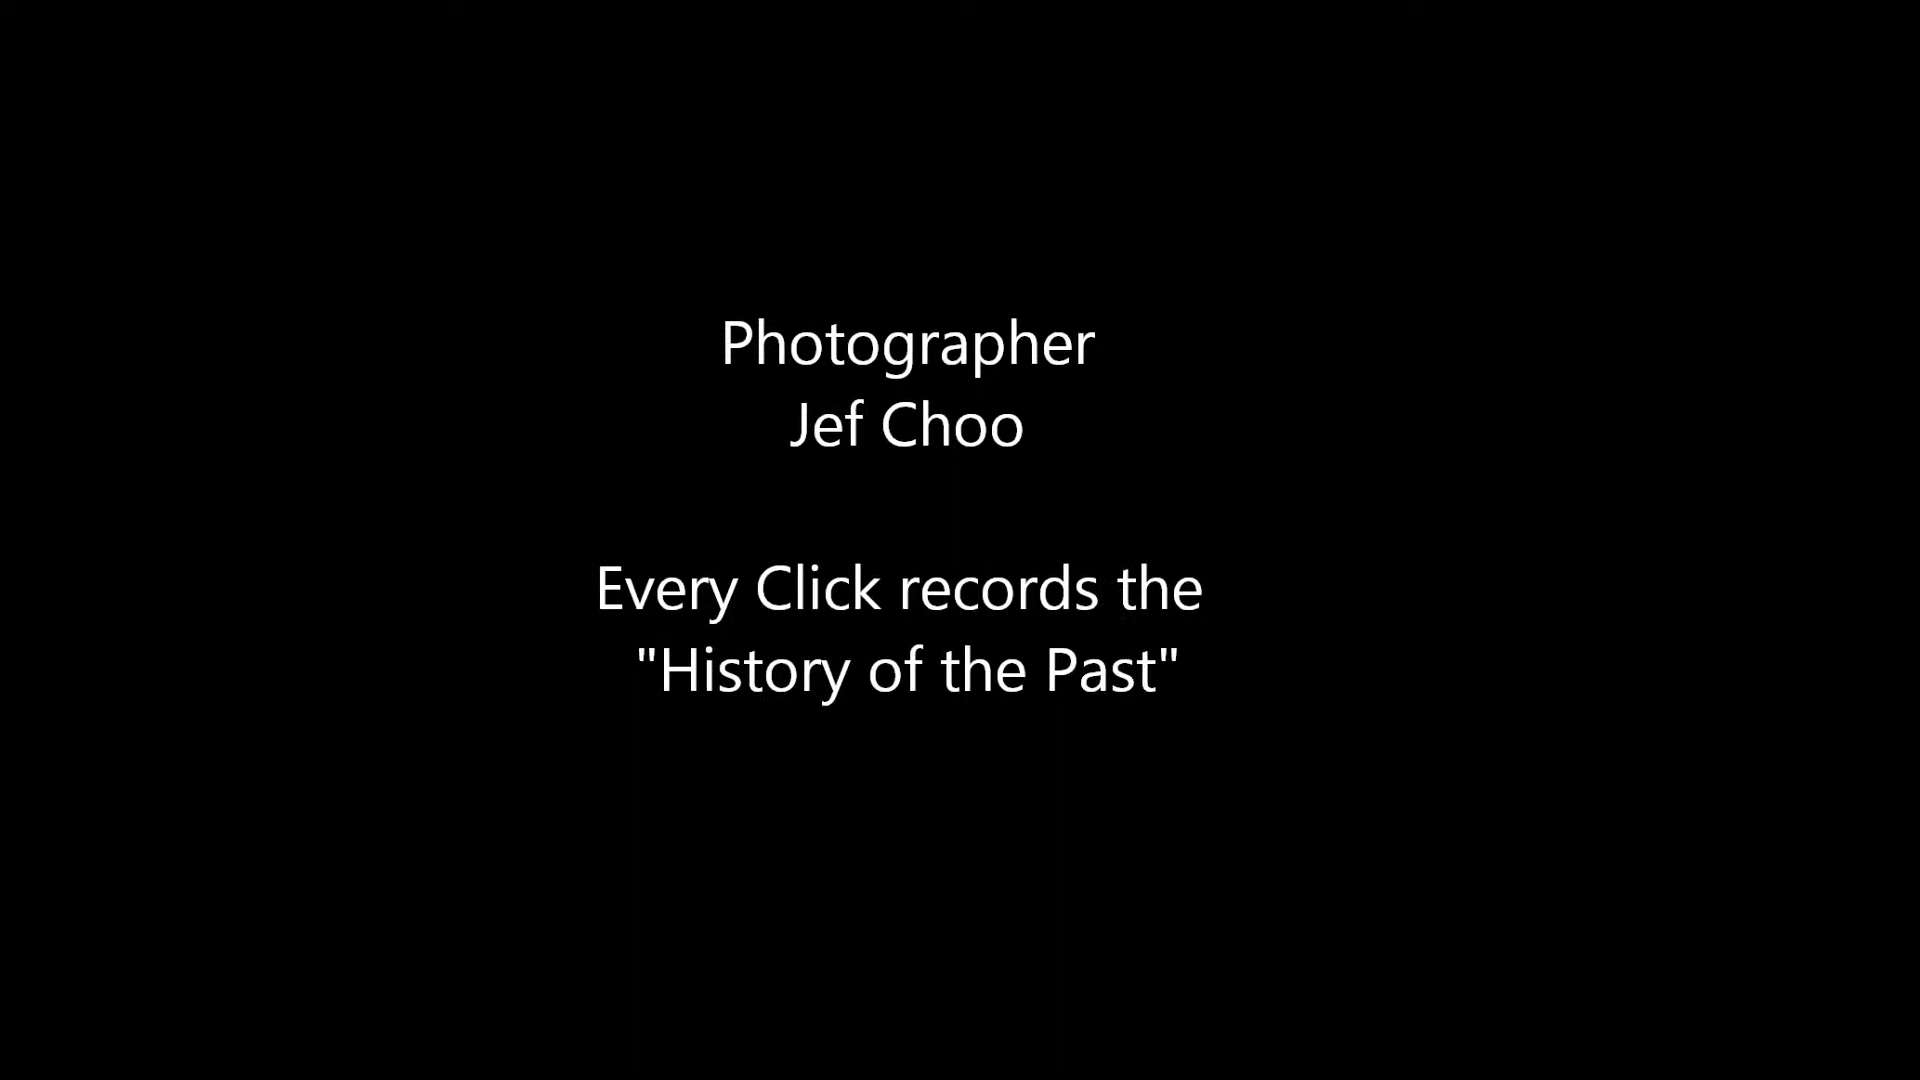 Photographer
Jef Choo
Every Click records the
"History of the Past"